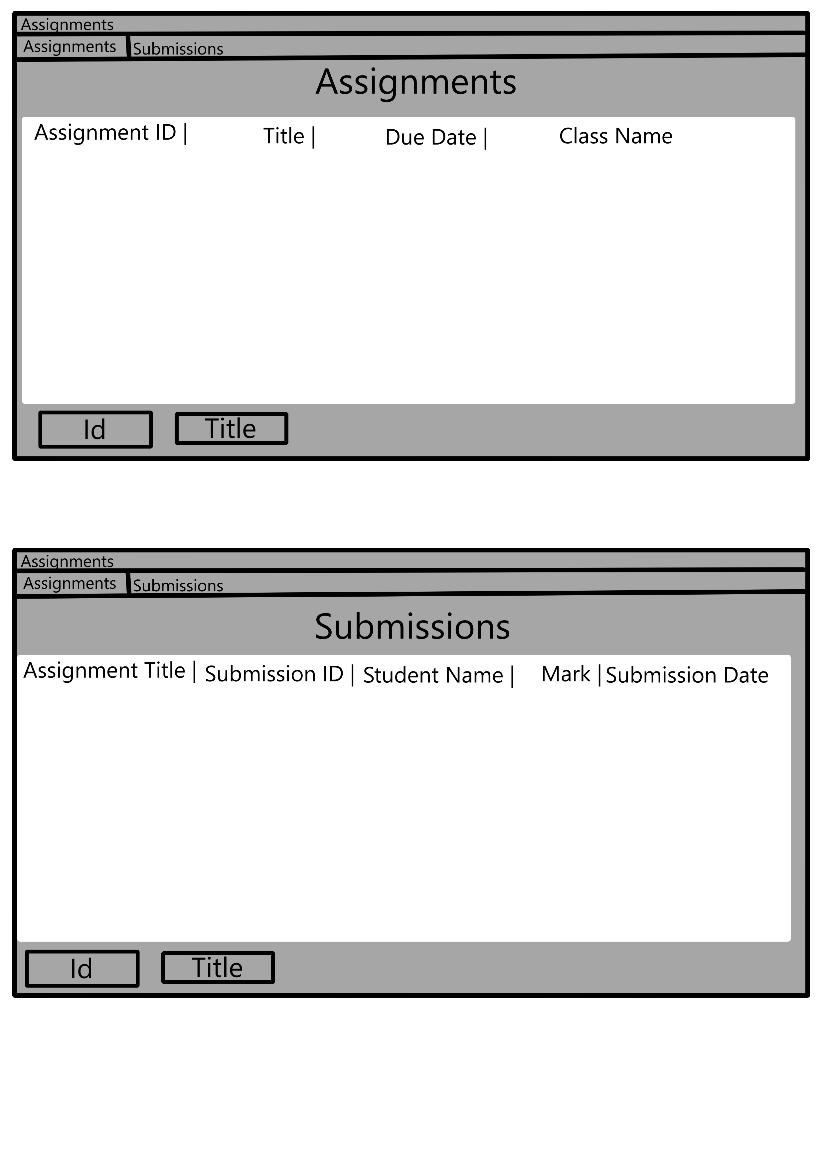 Assignments
Assignments Submissions
Assignments
Assignment ID | Title | Due Date | Class Name
Id Title
Assignments
Assignments Submissions
Submissions
Assignment Title | Submission ID | Student Name | Mark | Submission Date
Id Title